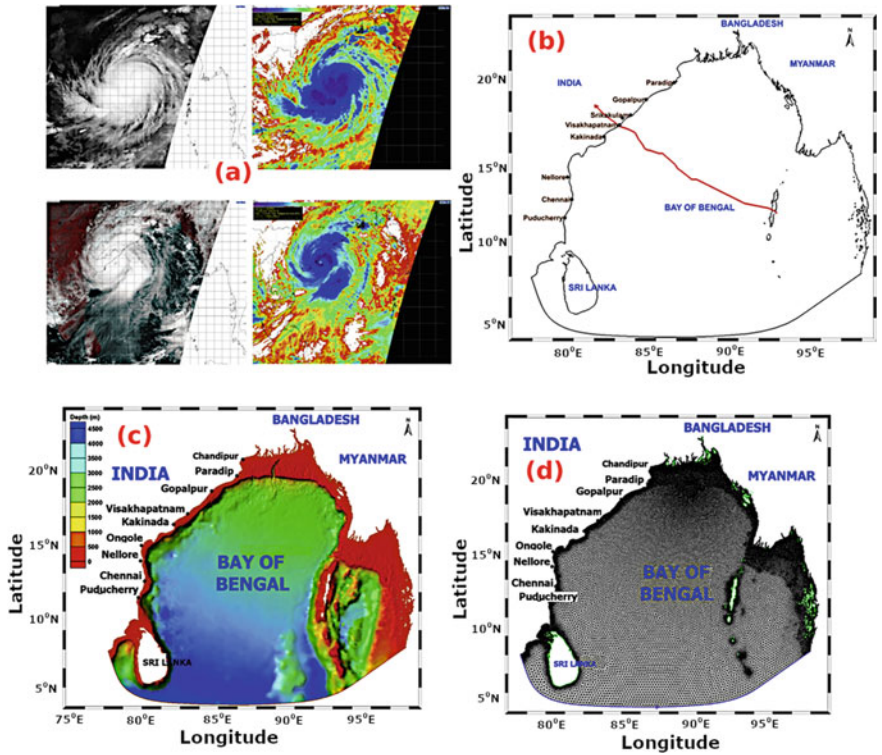 (a)
(b)
BANGLADESH
N
MYANMAR
INDIA
Paradip
Gopalpur
Srikakulam
Visakhapatnam
Kakinada
Nellore
Chennai
Puducherry
BAY OF BENGAL
SRI LANKA
20°N
15°N
10°N
5°N
Latitude
80°E
85°E
90°E
95°E
Longitude
(c)
Depth (m)
4500
4000
3500
3000
2500
2000
1500
1000
500
0
BANGLADESH
N
INDIA
MYANMAR
Chandipur
Paradip
Gopalpur
Visakhapatnam
Kakinada
Ongole
Nellore
Chennai
Puducherry
BAY OF
BENGAL
SRI LANKA
20°N
15°N
10°N
5°N
Latitude
75°E
80°E
85°E
90°E
95°E
Longitude
INDIA
(d)
BANGLADESH
N
MYANMAR
Chandipur
Paradip
Gopalpur
Visakhapatnam
Kakinada
Ongole
Nellore
Chennai
Puducherry
BAY OF
BENGAL
SRI LANKA
20°N
15°N
10°N
5°N
Latitude
80°E
85°E
90°E
95°E
Longitude